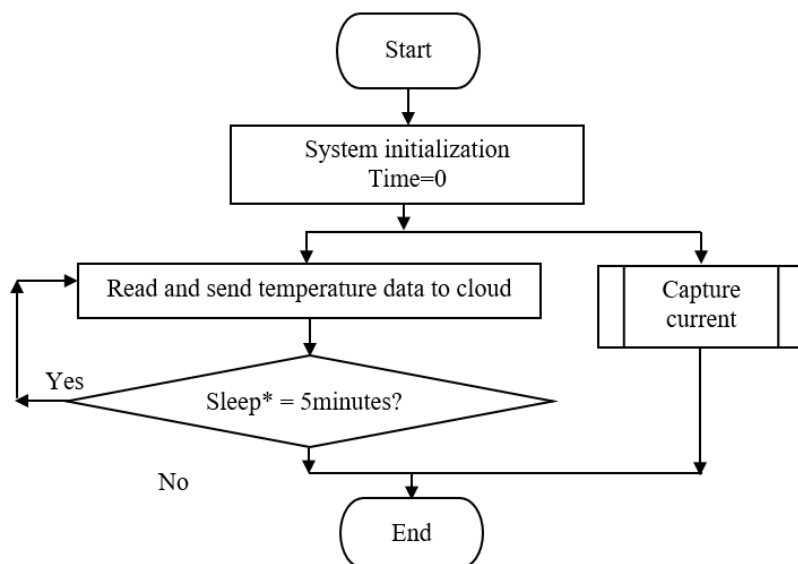 Start
System initialization
Time=0
Read and send temperature data to cloud
Capture
current
Yes
Sleep* = 5minutes?
No
End